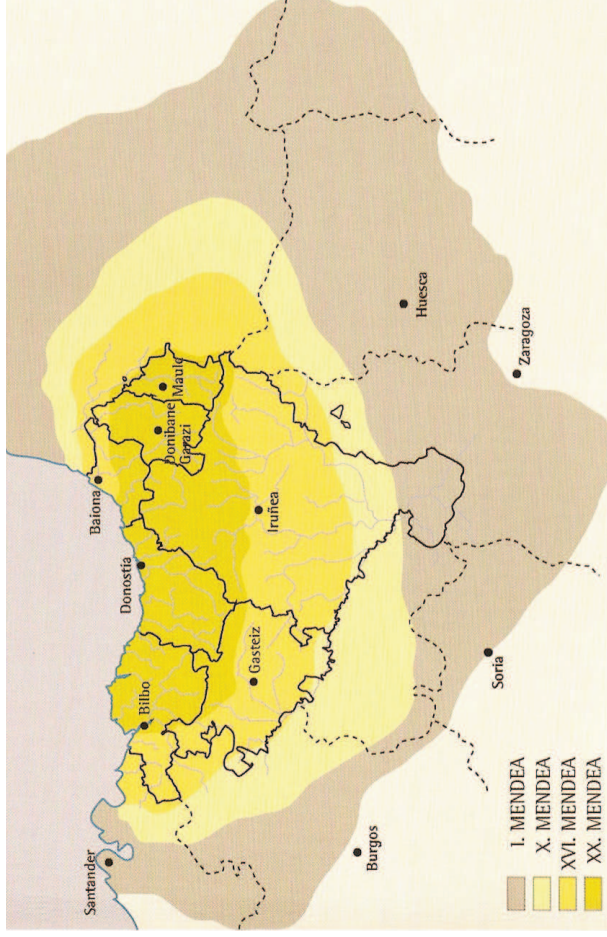 Santander
Baiona
Donostia
Bilbo
Donibane
Garazi
Maule
Gasteiz
Iruñea
Burgos
Huesca
Soria
Zaragoza
I. MENDEA
X. MENDEA
XVI. MENDEA
XX. MENDEA